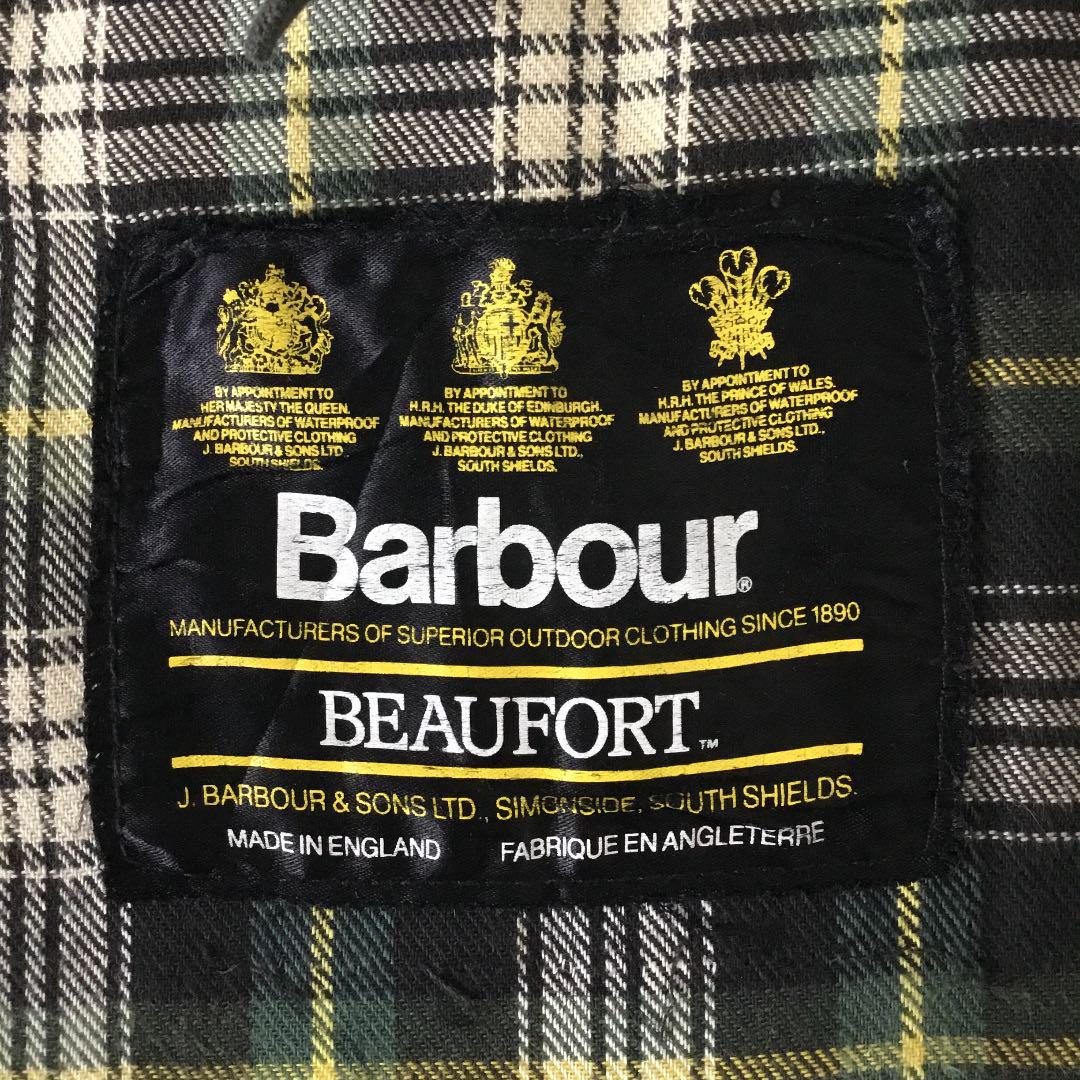 BY APPOINTMENT TO
HER MAJESTY THE QUEEN.
MANUFACTURERS OF WATERPROOF
AND PROTECTIVE CLOTHING
J. BARBOUR & SONS LTD.
SOUTH SHIELDS.
BY APPOINTMENT TO
H.R.H. THE DUKE OF EDINBURGH.
MANUFACTURERS OF WATERPROOF
AND PROTECTIVE CLOTHING
J. BARBOUR & SONS LTD.
SOUTH SHIELDS.
BY APPOINTMENT TO
H.R.H. THE PRINCE OF WALES.
MANUFACTURERS OF WATERPROOF
AND PROTECTIVE CLOTHING
J. BARBOUR & SONS LTD.,
SOUTH SHIELDS.
Barbour®
MANUFACTURERS OF SUPERIOR OUTDOOR CLOTHING SINCE 1890
BEAUFORT™
J. BARBOUR & SONS LTD., SIMONSIDE, SOUTH SHIELDS.
MADE IN ENGLAND FABRIQUE EN ANGLETERRE